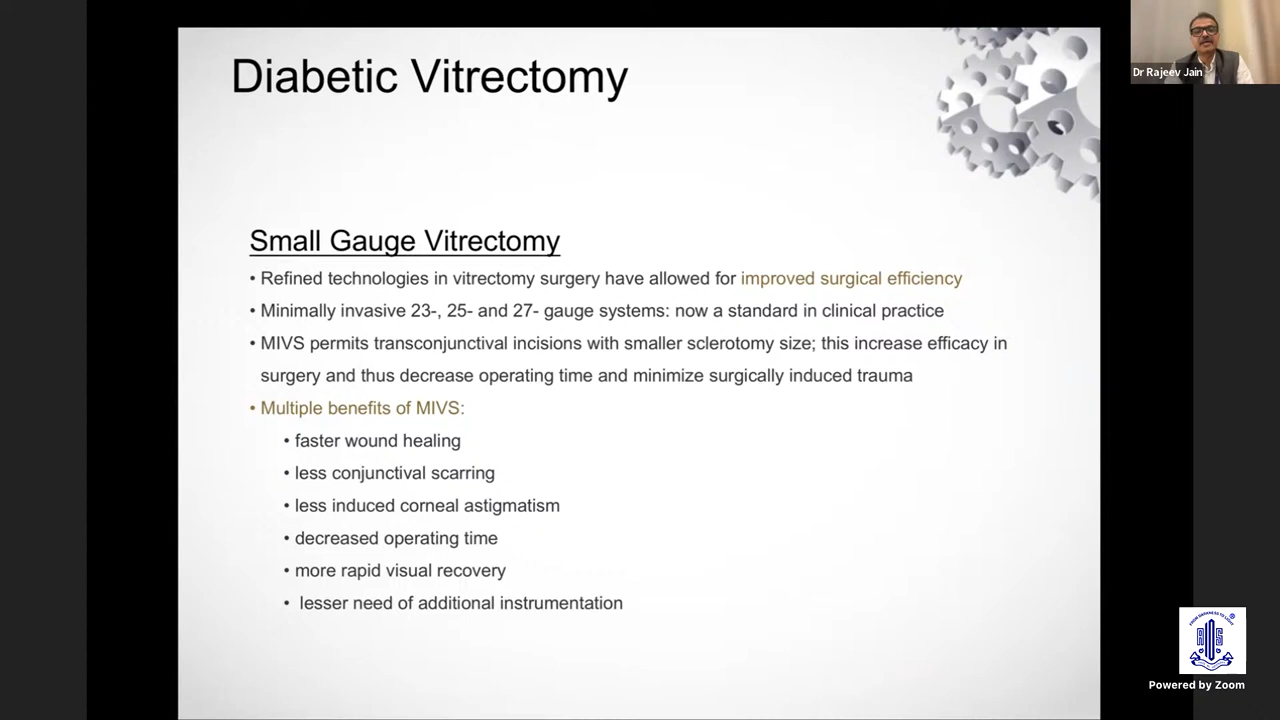 Diabetic Vitrectomy
Dr Rajeev Jain
Small Gauge Vitrectomy
• Refined technologies in vitrectomy surgery have allowed for improved surgical efficiency
• Minimally invasive 23-, 25- and 27- gauge systems: now a standard in clinical practice
• MIVS permits transconjunctival incisions with smaller sclerotomy size; this increase efficacy in
surgery and thus decrease operating time and minimize surgically induced trauma
• Multiple benefits of MIVS:
• faster wound healing
• less conjunctival scarring
• less induced corneal astigmatism
• decreased operating time
• more rapid visual recovery
• lesser need of additional instrumentation
Powered by Zoom